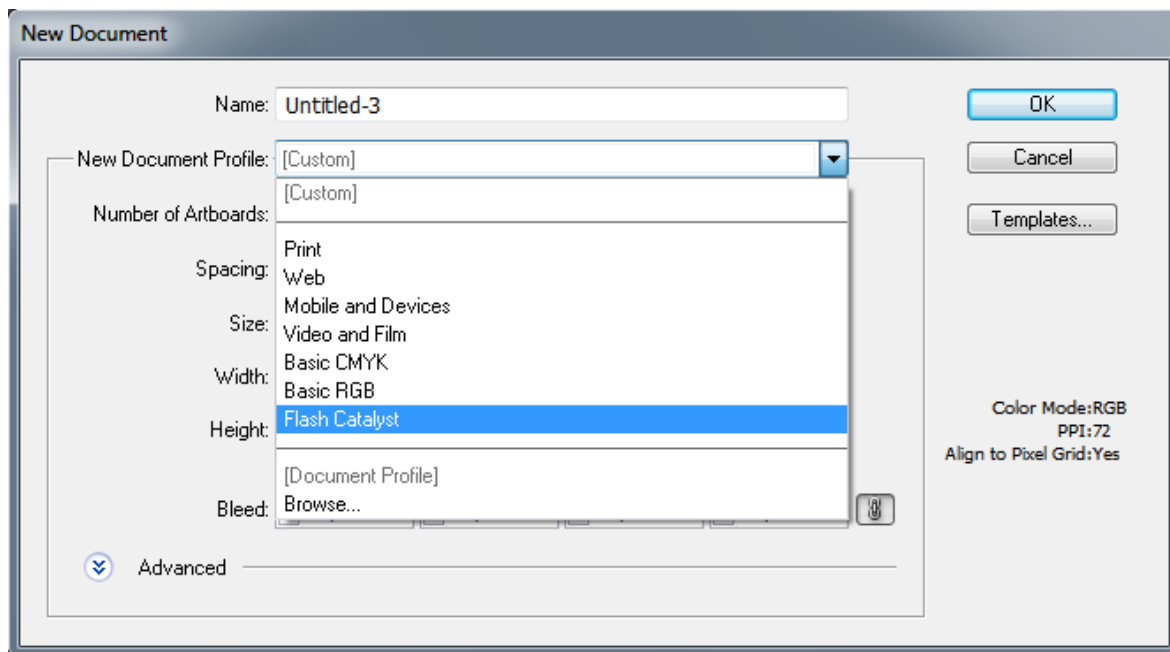 New Document
Name: Untitled-3
OK
New Document Profile: [Custom]
Cancel
[Custom]
Number of Artboards:
Templates...
Print
Spacing:
Web
Mobile and Devices
Size:
Video and Film
Basic CMYK
Width:
Basic RGB
Flash Catalyst
Height:
Color Mode:RGB
PPI:72
Align to Pixel Grid:Yes
[Document Profile]
Bleed:
Browse...
Advanced